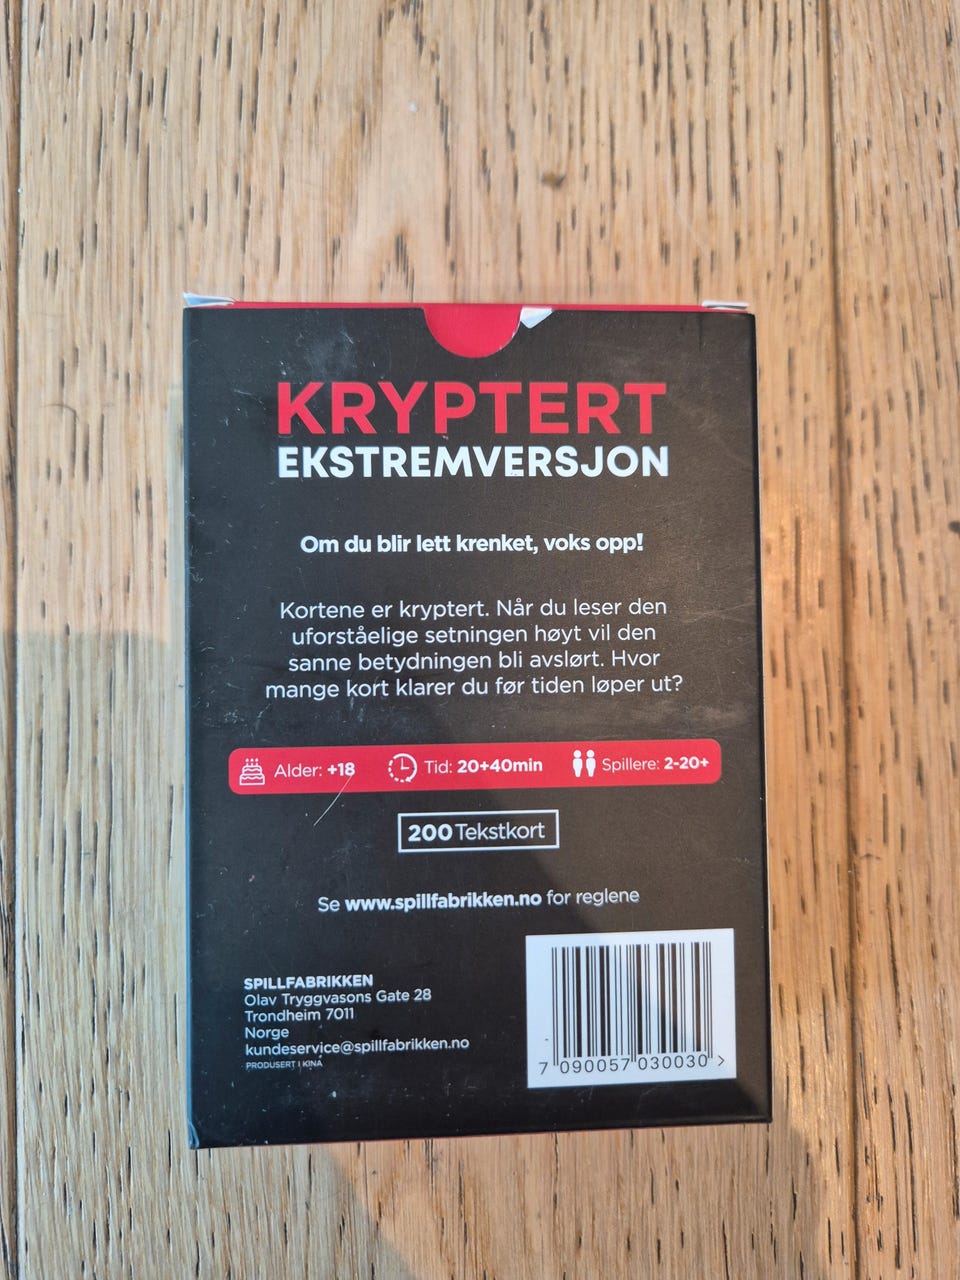 KRYPTERT
EKSTREMVERSJON
Om du blir lett krenket, voks opp!
Kortene er kryptert. Når du leser den
uforståelige setningen høyt vil den
sanne betydningen bli avslørt. Hvor
mange kort klarer du før tiden løper ut?
Alder: +18 Tid: 20+40min Spillere: 2-20+
200 Tekstkort
Se www.spillfabrikken.no for reglene
SPILLFABRIKKEN
Olav Tryggvasons Gate 28
Trondheim 7011
Norge
kundeservice@spillfabrikken.no
PRODUSERT I KINA
7 090057 030030 >